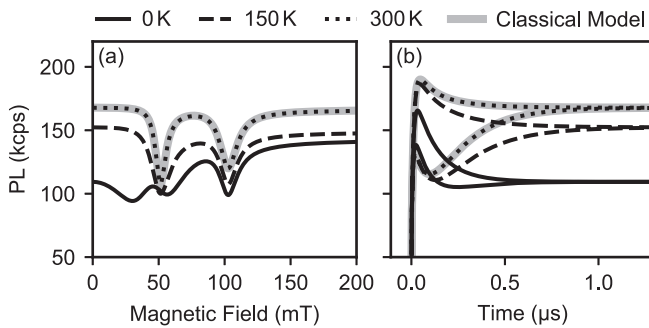 0 K 150 K 300 K Classical Model
(a) (b)
200
150
100
50
PL (kcps)
0 50 100 150 200
0.0 0.5 1.0
Magnetic Field (mT) Time (µs)